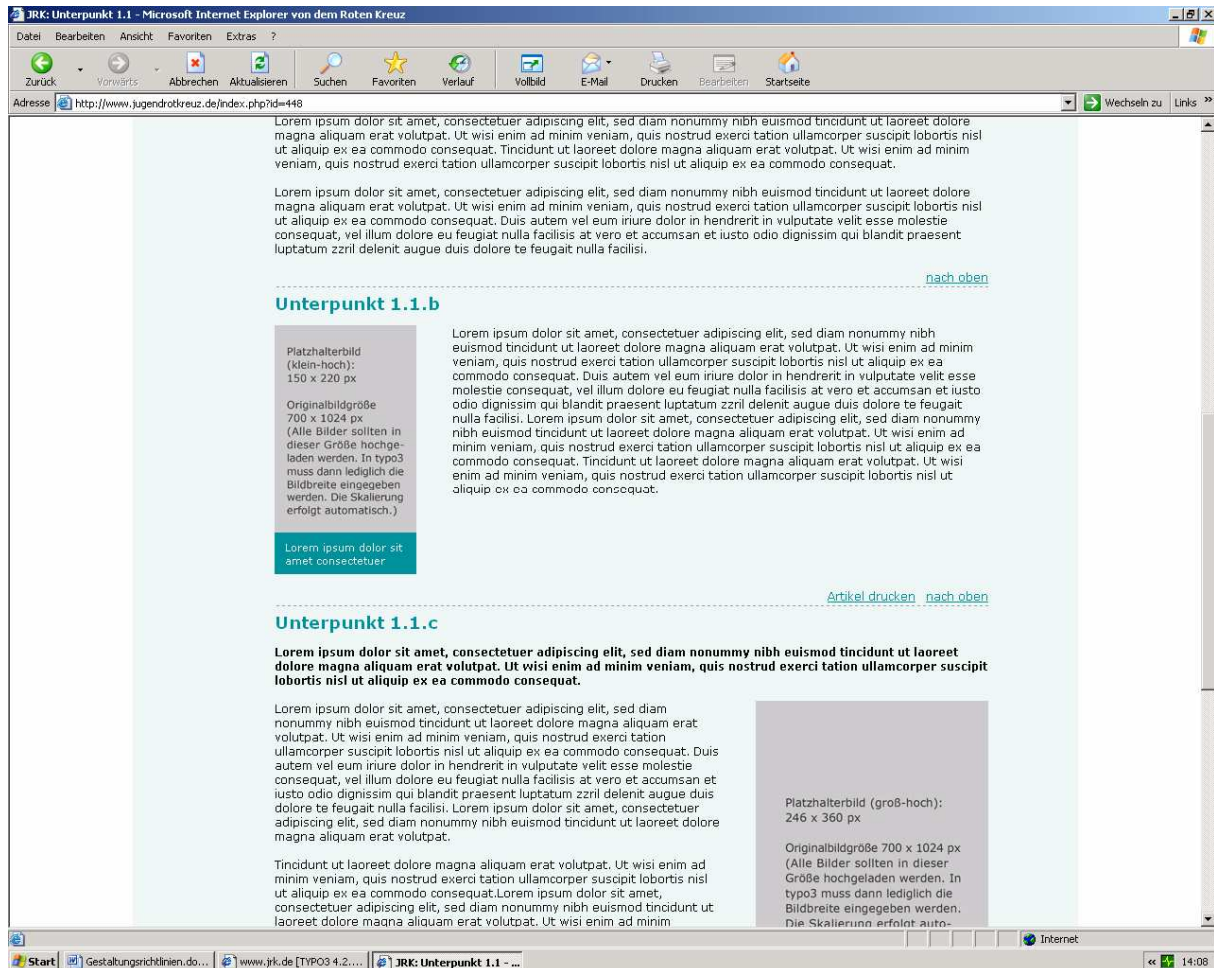 JRK: Unterpunkt 1.1 - Microsoft Internet Explorer von dem Roten Kreuz
Datei Bearbeiten Ansicht Favoriten Extras ?
Zurück Vorwärts Abbrechen Aktualisieren Suchen Favoriten Verlauf Vollbild E-Mail Drucken Bearbeiten Startseite
Adresse http://www.jugendrotkreuz.de/index.php?id=448 Wechseln zu Links »
Lorem ipsum dolor sit amet, consectetuer adipiscing elit, sed diam nonummy nibh euismod tincidunt ut laoreet dolore
magna aliquam erat volutpat. Ut wisi enim ad minim veniam, quis nostrud exerci tation ullamcorper suscipit lobortis nisl
ut aliquip ex ea commodo consequat. Tincidunt ut laoreet dolore magna aliquam erat volutpat. Ut wisi enim ad minim
veniam, quis nostrud exerci tation ullamcorper suscipit lobortis nisl ut aliquip ex ea commodo consequat.
Lorem ipsum dolor sit amet, consectetuer adipiscing elit, sed diam nonummy nibh euismod tincidunt ut laoreet dolore
magna aliquam erat volutpat. Ut wisi enim ad minim veniam, quis nostrud exerci tation ullamcorper suscipit lobortis nisl
ut aliquip ex ea commodo consequat. Duis autem vel eum iriure dolor in hendrerit in vulputate velit esse molestie
consequat, vel illum dolore eu feugiat nulla facilisis at vero et accumsan et iusto odio dignissim qui blandit praesent
luptatum zzril delenit augue duis dolore te feugait nulla facilisi.
nach oben
Unterpunkt 1.1.b
Platzhalterbild
(klein-hoch):
150 x 220 px
Originalbildgröße
700 x 1024 px
(Alle Bilder sollten in
dieser Größe hochge-
laden werden. In typo3
muss dann lediglich die
Bildbreite eingegeben
werden. Die Skalierung
erfolgt automatisch.)
Lorem ipsum dolor sit
amet consectetuer
Lorem ipsum dolor sit amet, consectetuer adipiscing elit, sed diam nonummy nibh
euismod tincidunt ut laoreet dolore magna aliquam erat volutpat. Ut wisi enim ad minim
veniam, quis nostrud exerci tation ullamcorper suscipit lobortis nisl ut aliquip ex ea
commodo consequat. Duis autem vel eum iriure dolor in hendrerit in vulputate velit esse
molestie consequat, vel illum dolore eu feugiat nulla facilisis at vero et accumsan et iusto
odio dignissim qui blandit praesent luptatum zzril delenit augue duis dolore te feugait
nulla facilisi. Lorem ipsum dolor sit amet, consectetuer adipiscing elit, sed diam nonummy
nibh euismod tincidunt ut laoreet dolore magna aliquam erat volutpat. Ut wisi enim ad
minim veniam, quis nostrud exerci tation ullamcorper suscipit lobortis nisl ut aliquip ex ea
commodo consequat. Tincidunt ut laoreet dolore magna aliquam erat volutpat. Ut wisi
enim ad minim veniam, quis nostrud exerci tation ullamcorper suscipit lobortis nisl ut
aliquip ex ea commodo consequat.
Artikel drucken nach oben
Unterpunkt 1.1.c
Lorem ipsum dolor sit amet, consectetuer adipiscing elit, sed diam nonummy nibh euismod tincidunt ut laoreet
dolore magna aliquam erat volutpat. Ut wisi enim ad minim veniam, quis nostrud exerci tation ullamcorper suscipit
lobortis nisl ut aliquip ex ea commodo consequat.
Lorem ipsum dolor sit amet, consectetuer adipiscing elit, sed diam
nonummy nibh euismod tincidunt ut laoreet dolore magna aliquam erat
volutpat. Ut wisi enim ad minim veniam, quis nostrud exerci tation
ullamcorper suscipit lobortis nisl ut aliquip ex ea commodo consequat. Duis
autem vel eum iriure dolor in hendrerit in vulputate velit esse molestie
consequat, vel illum dolore eu feugiat nulla facilisis at vero et accumsan et
iusto odio dignissim qui blandit praesent luptatum zzril delenit augue duis
dolore te feugait nulla facilisi. Lorem ipsum dolor sit amet, consectetuer
adipiscing elit, sed diam nonummy nibh euismod tincidunt ut laoreet dolore
magna aliquam erat volutpat.
Tincidunt ut laoreet dolore magna aliquam erat volutpat. Ut wisi enim ad
minim veniam, quis nostrud exerci tation ullamcorper suscipit lobortis nisl
ut aliquip ex ea commodo consequat.Lorem ipsum dolor sit amet,
consectetuer adipiscing elit, sed diam nonummy nibh euismod tincidunt ut
laoreet dolore magna aliquam erat volutpat. Ut wisi enim ad minim
Platzhalterbild (groß-hoch):
246 x 360 px
Originalbildgröße 700 x 1024 px
(Alle Bilder sollten in dieser
Größe hochgeladen werden. In
typo3 muss dann lediglich die
Bildbreite eingegeben werden.
Die Skalierung erfolgt auto-
Internet
Start Gestaltungsrichtlinien.do... www.jrk.de [TYPO3 4.2.... JRK: Unterpunkt 1.1 - ... « 14:08